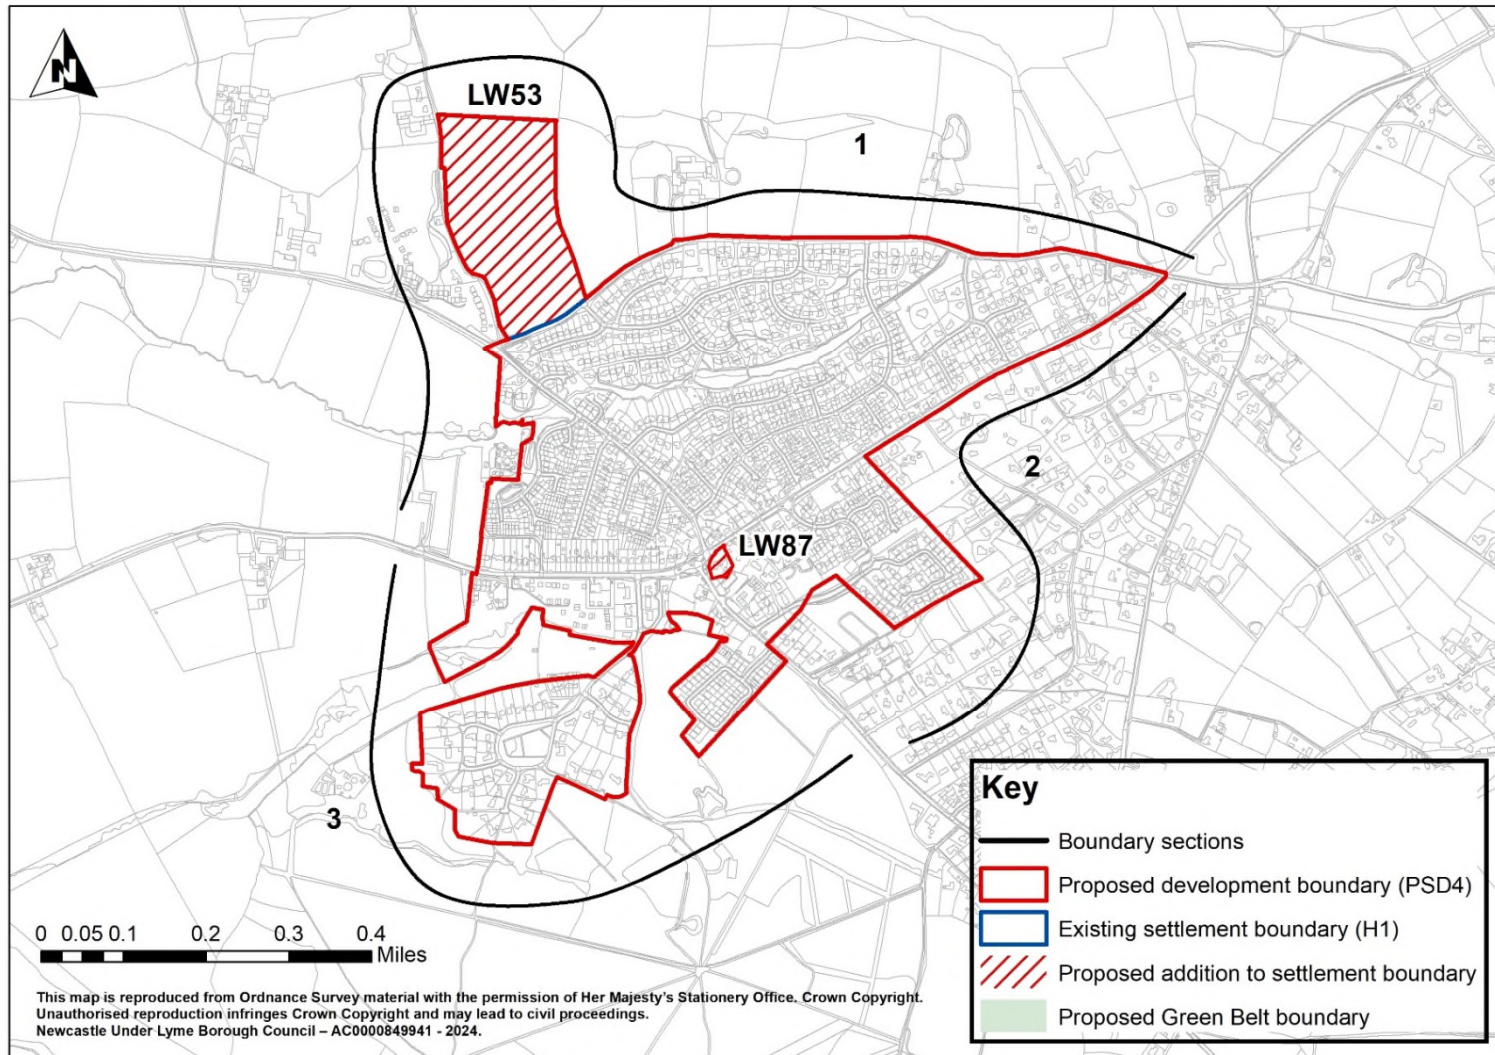 N
LW53
1
2
LW87
3
Key
Boundary sections
Proposed development boundary (PSD4)
Existing settlement boundary (H1)
Proposed addition to settlement boundary
Proposed Green Belt boundary
0 0.05 0.1 0.2 0.3 0.4
Miles
This map is reproduced from Ordnance Survey material with the permission of Her Majesty's Stationery Office. Crown Copyright.
Unauthorised reproduction infringes Crown Copyright and may lead to civil proceedings.
Newcastle Under Lyme Borough Council – AC0000849941 - 2024.